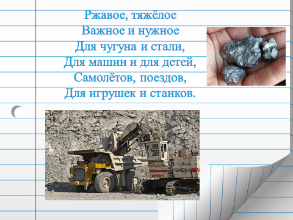 Ржавое, тяжёлое
Важное и нужное
Для чугуна и стали,
Для машин и для детей,
Самолётов, поездов,
Для игрушек и станков.